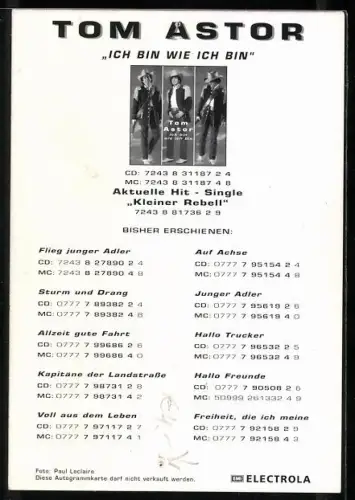 TOM ASTOR
„ICH BIN WIE ICH BIN"
Tom
Astor
CD: 7243 8 31187 2 4
MC: 7243 8 31187 4 8
Aktuelle Hit - Single
„Kleiner Rebell"
7243 8 81736 2 9
BISHER ERSCHIENEN:
Flieg junger Adler
CD: 7243 8 27890 2 4
MC: 7243 8 27890 4 8
Auf Achse
CD: 0777 7 95154 2 4
MC: 0777 7 95154 4 8
Sturm und Drang
CD: 0777 7 89382 2 4
MC: 0777 7 89382 4 8
Junger Adler
CD: 0777 7 95619 2 6
MC: 0777 7 95619 4 0
Allzeit gute Fahrt
CD: 0777 7 99686 2 6
MC: 0777 7 99686 4 0
Hallo Trucker
CD: 0777 7 96532 2 5
MC: 0777 7 96532 4 9
Kapitäne der Landstraße
CD: 0777 7 98731 2 8
MC: 0777 7 98731 4 2
Hallo Freunde
CD: 0777 7 90508 2 6
MC: 50999 261332 4 9
Voll aus dem Leben
CD: 0777 7 97117 2 7
MC: 0777 7 97117 4 1
Freiheit, die ich meine
CD: 0777 7 92158 2 9
MC: 0777 7 92158 4 3
Foto: Paul Leclaire
Diese Autogrammkarte darf nicht verkauft werden.
EMI ELECTROLA